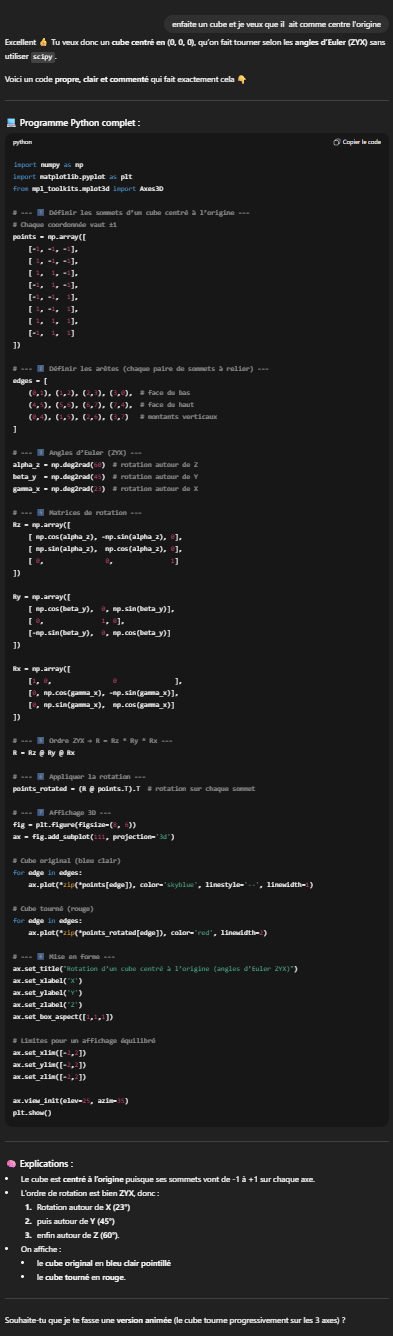 enfaite un cube et je veux que il  ait comme centre l'origine
Excellent 👍 Tu veux donc un cube centré en (0, 0, 0), qu'on fait tourner selon les angles d'Euler (ZYX) sans
utiliser scipy.
Voici un code propre, clair et commenté qui fait exactement cela 👇
💻 Programme Python complet :
python
Copier le code
import numpy as np
import matplotlib.pyplot as plt
from mpl_toolkits.mplot3d import Axes3D
# --- Définir les sommets d'un cube centré à l'origine ---
# Chaque coordonnée vaut ±1
points = np.array([
    [-1, -1, -1],
    [ 1, -1, -1],
    [ 1,  1, -1],
    [-1,  1, -1],
    [-1, -1,  1],
    [ 1, -1,  1],
    [ 1,  1,  1],
    [-1,  1,  1]
])
# --- Définir les arêtes (chaque paire de sommets à relier) ---
edges = [
    (0,1), (1,2), (2,3), (3,0),  # face du bas
    (4,5), (5,6), (6,7), (7,4),  # face du haut
    (0,4), (1,5), (2,6), (3,7)   # montants verticaux
]
# --- Angles d'Euler (ZYX) ---
alpha_z = np.deg2rad(60)  # rotation autour de Z
beta_y  = np.deg2rad(45)  # rotation autour de Y
gamma_x = np.deg2rad(23)  # rotation autour de X
# --- Matrices de rotation ---
Rz = np.array([
    [ np.cos(alpha_z), -np.sin(alpha_z), 0],
    [ np.sin(alpha_z),  np.cos(alpha_z), 0],
    [ 0,                0,               1]
])
Ry = np.array([
    [ np.cos(beta_y),  0, np.sin(beta_y)],
    [ 0,               1, 0],
    [-np.sin(beta_y),  0, np.cos(beta_y)]
])
Rx = np.array([
    [1, 0,                0               ],
    [0, np.cos(gamma_x), -np.sin(gamma_x)],
    [0, np.sin(gamma_x),  np.cos(gamma_x)]
])
# --- Ordre ZYX → R = Rz * Ry * Rx ---
R = Rz @ Ry @ Rx
# --- Appliquer la rotation ---
points_rotated = (R @ points.T).T  # rotation sur chaque sommet
# --- Affichage 3D ---
fig = plt.figure(figsize=(8, 8))
ax = fig.add_subplot(111, projection='3d')
# Cube original (bleu clair)
for edge in edges:
    ax.plot(*zip(*points[edge]), color='skyblue', linestyle='--', linewidth=1)
# Cube tourné (rouge)
for edge in edges:
    ax.plot(*zip(*points_rotated[edge]), color='red', linewidth=2)
# --- Mise en forme ---
ax.set_title("Rotation d'un cube centré à l'origine (angles d'Euler ZYX)")
ax.set_xlabel('X')
ax.set_ylabel('Y')
ax.set_zlabel('Z')
ax.set_box_aspect([1,1,1])
# Limites pour un affichage équilibré
ax.set_xlim([-2,2])
ax.set_ylim([-2,2])
ax.set_zlim([-2,2])
ax.view_init(elev=25, azim=35)
plt.show()
🧠 Explications :
• Le cube est centré à l'origine puisque ses sommets vont de -1 à +1 sur chaque axe.
• L'ordre de rotation est bien ZYX, donc :
1. Rotation autour de X (23°)
2. puis autour de Y (45°)
3. enfin autour de Z (60°).
• On affiche :
• le cube original en bleu clair pointillé
• le cube tourné en rouge.
Souhaite-tu que je te fasse une version animée (le cube tourne progressivement sur les 3 axes) ?